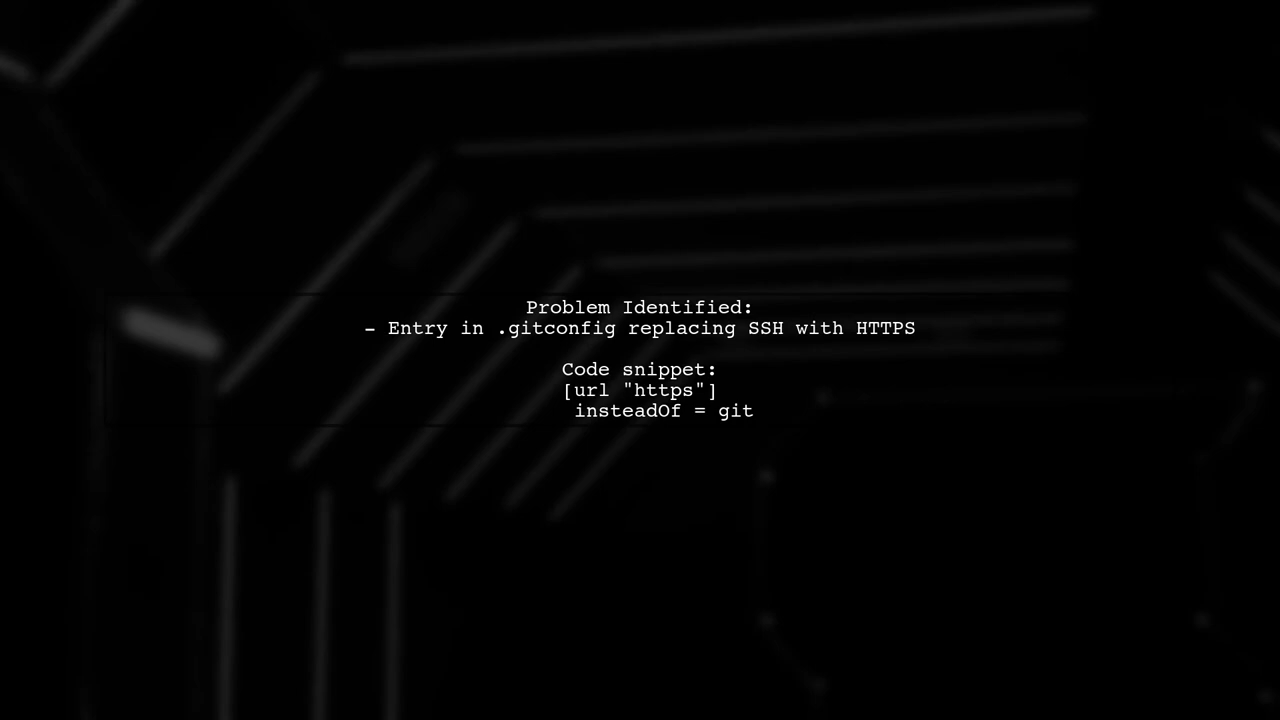 Problem Identified:
- Entry in .gitconfig replacing SSH with HTTPS
Code snippet:
[url "https"]
insteadOf = git